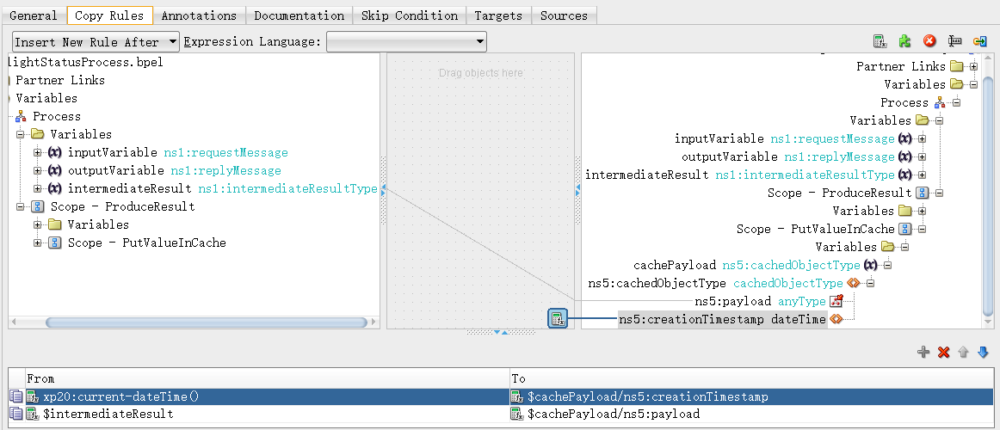 General Copy Rules Annotations Documentation Skip Condition Targets Sources
Insert New Rule After Expression Language:
lightStatusProcess.bpel
Partner Links
Variables
Process
Variables
inputVariable ns1:requestMessage
outputVariable ns1:replyMessage
intermediateResult ns1:intermediateResultType
Scope - ProduceResult
Variables
Scope - PutValueInCache
Drag objects here
Partner Links
Variables
Process
Variables
inputVariable ns1:requestMessage
outputVariable ns1:replyMessage
intermediateResult ns1:intermediateResultType
Scope - ProduceResult
Variables
Scope - PutValueInCache
Variables
cachePayload ns5:cachedObjectType
ns5:cachedObjectType cachedObjectType
ns5:payload anyType
ns5:creationTimestamp dateTime
From To
xp20:current-dateTime() $cachePayload/ns5:creationTimestamp
$intermediateResult $cachePayload/ns5:payload